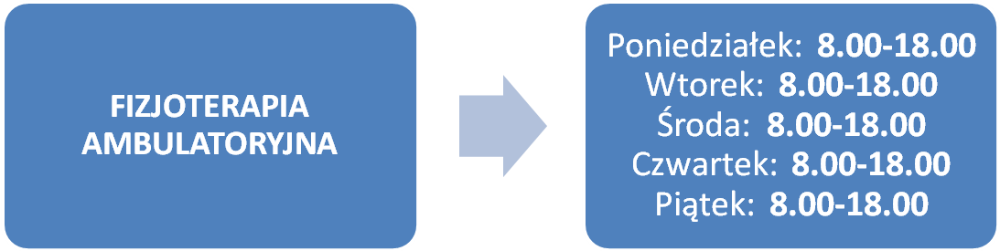 FIZJOTERAPIA
AMBULATORYJNA
Poniedziałek: 8.00-18.00
Wtorek: 8.00-18.00
Środa: 8.00-18.00
Czwartek: 8.00-18.00
Piątek: 8.00-18.00